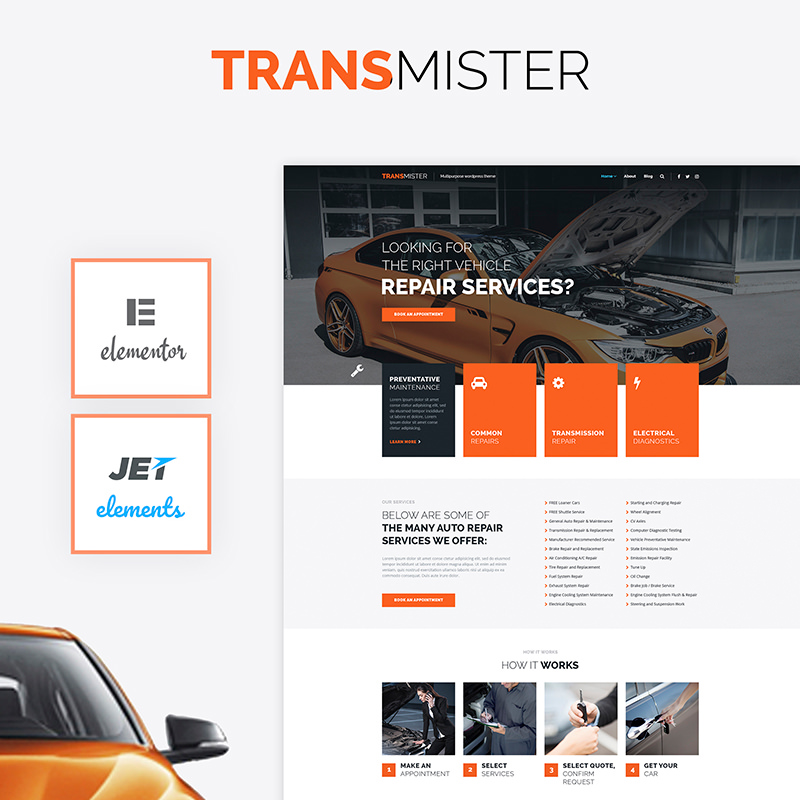 TRANSMISTER
elementor
JET
elements
TRANSMISTER
Multipurpose wordpress theme
Home
About
Blog
LOOKING FOR
THE RIGHT VEHICLE
REPAIR SERVICES?
BOOK AN APPOINTMENT
PREVENTATIVE
MAINTENANCE
Lorem ipsum dolor sit amet, conse
ctetur adipiscing elit, sed do
eiusmod tempor incididunt ut
labore et dolore magna aliqua.
LEARN MORE
COMMON
REPAIRS
TRANSMISSION
REPAIR
ELECTRICAL
DIAGNOSTICS
OUR SERVICES
BELOW ARE SOME OF
THE MANY AUTO REPAIR
SERVICES WE OFFER:
BOOK AN APPOINTMENT
FREE Loaner Cars
FREE Shuttle Service
General Auto Repair & Maintenance
Transmission Repair & Replacement
Manufacturer Recommended Service
Brake Repair and Replacement
Air Conditioning A/C Repair
Tire Repair and Replacement
Fuel System Repair
Exhaust System Repair
Engine Cooling System Maintenance
Electrical Diagnostics
Starting and Charging Repair
Wheel Alignment
CV Axles
Computer Diagnostic Testing
Vehicle Preventative Maintenance
State Emissions Inspection
Emission Repair Facility
Tune Up
Oil Change
Brake Job / Brake Service
Engine Cooling System Flush & Repair
Steering and Suspension Work
HOW IT WORKS
HOW IT WORKS
1 MAKE AN
APPOINTMENT
2 SELECT
SERVICES
3 SELECT QUOTE,
CONFIRM
REQUEST
4 GET YOUR
CAR